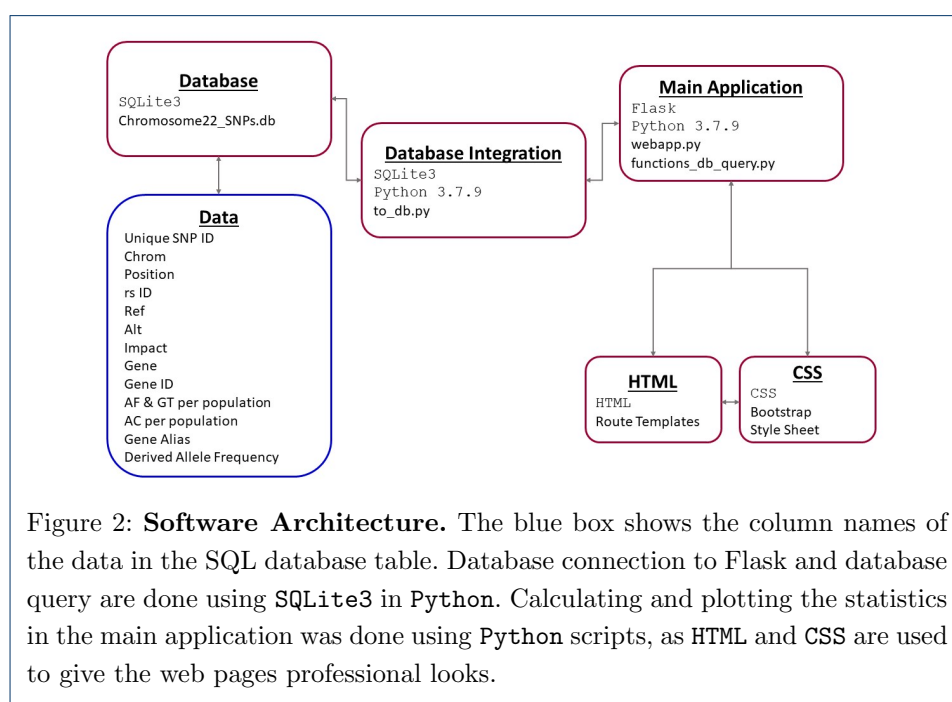 Database
SQLite3
Chromosome22_SNPs.db
Data
Unique SNP ID
Chrom
Position
rs ID
Ref
Alt
Impact
Gene
Gene ID
AF & GT per population
AC per population
Gene Alias
Derived Allele Frequency
Database Integration
SQLite3
Python 3.7.9
to_db.py
Main Application
Flask
Python 3.7.9
webapp.py
functions_db_query.py
HTML
HTML
Route Templates
CSS
CSS
Bootstrap
Style Sheet
Figure 2: Software Architecture. The blue box shows the column names of
the data in the SQL database table. Database connection to Flask and database
query are done using SQLite3 in Python. Calculating and plotting the statistics
in the main application was done using Python scripts, as HTML and CSS are used
to give the web pages professional looks.